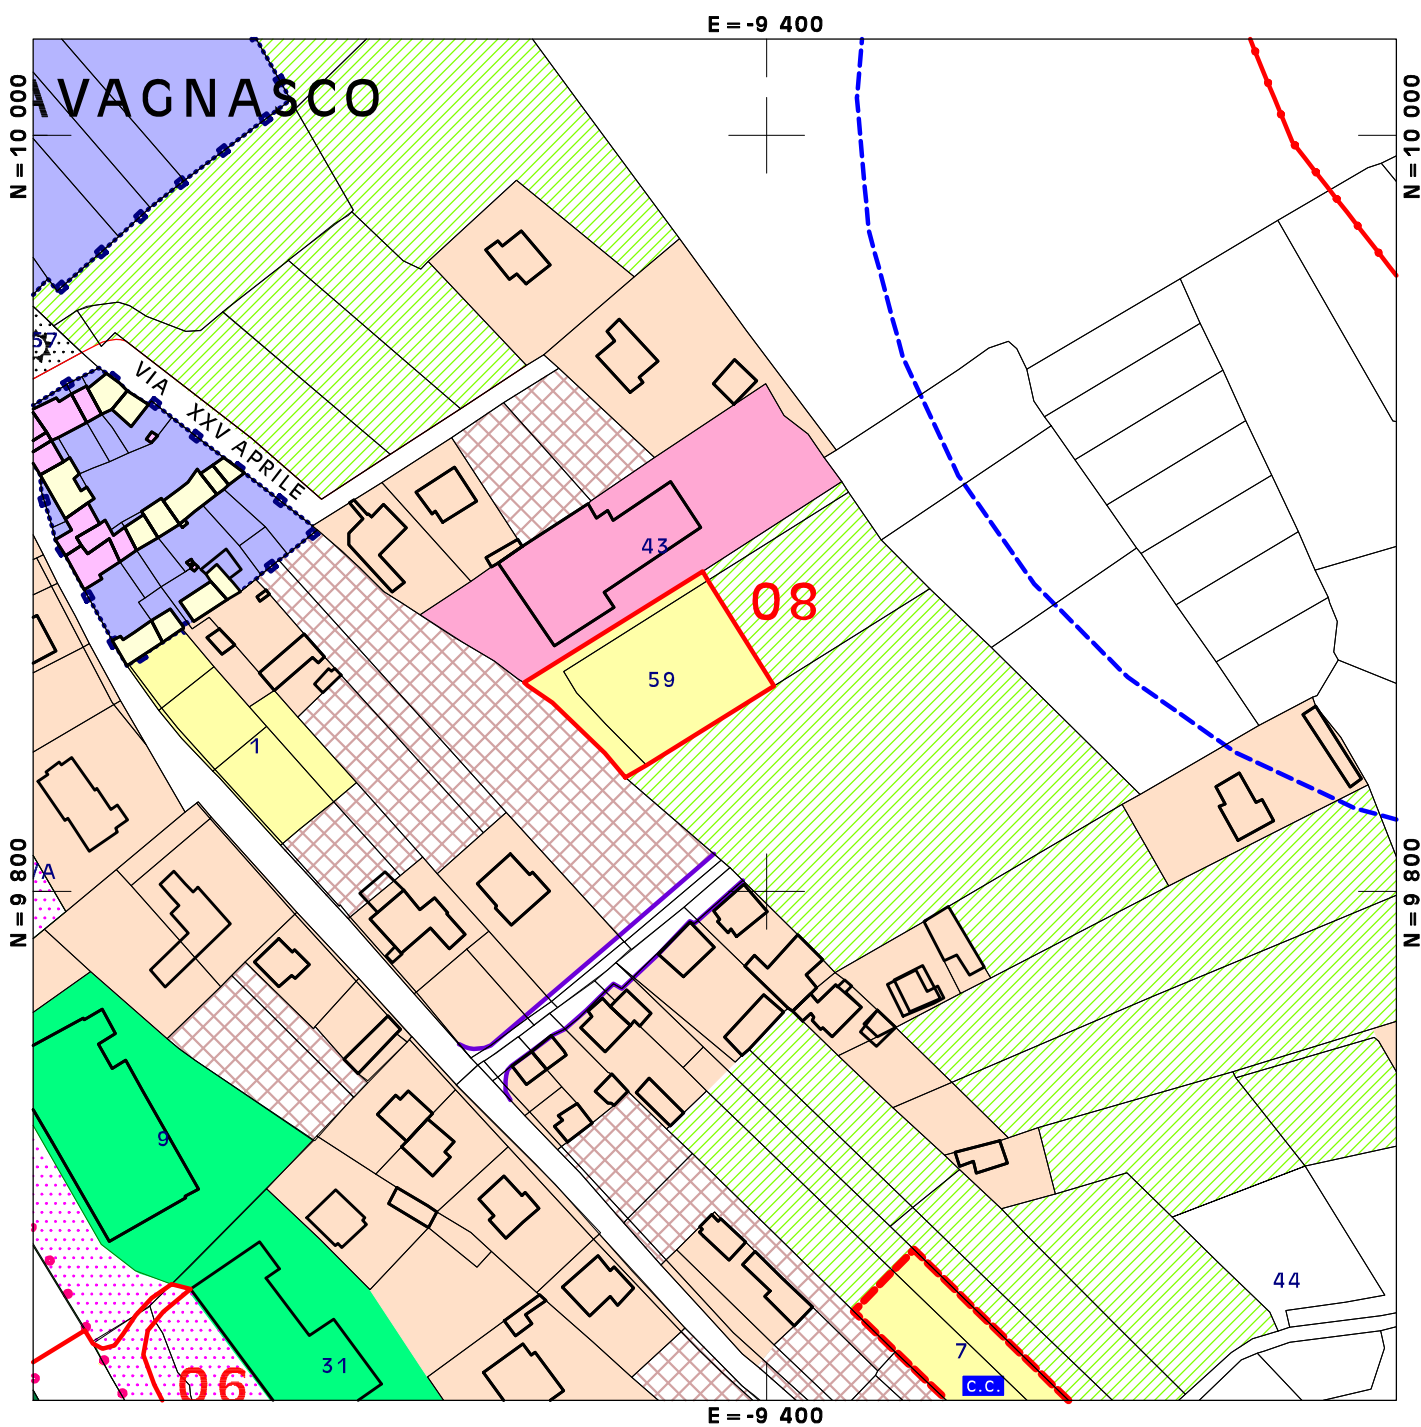 E = -9 400
N = 10 000
N = 10 000
AVAGNASCO
57
VIA XXV APRILE
43
08
59
1
N = 9 800
N = 9 800
9
44
7
31
06
C.C.
E = -9 400